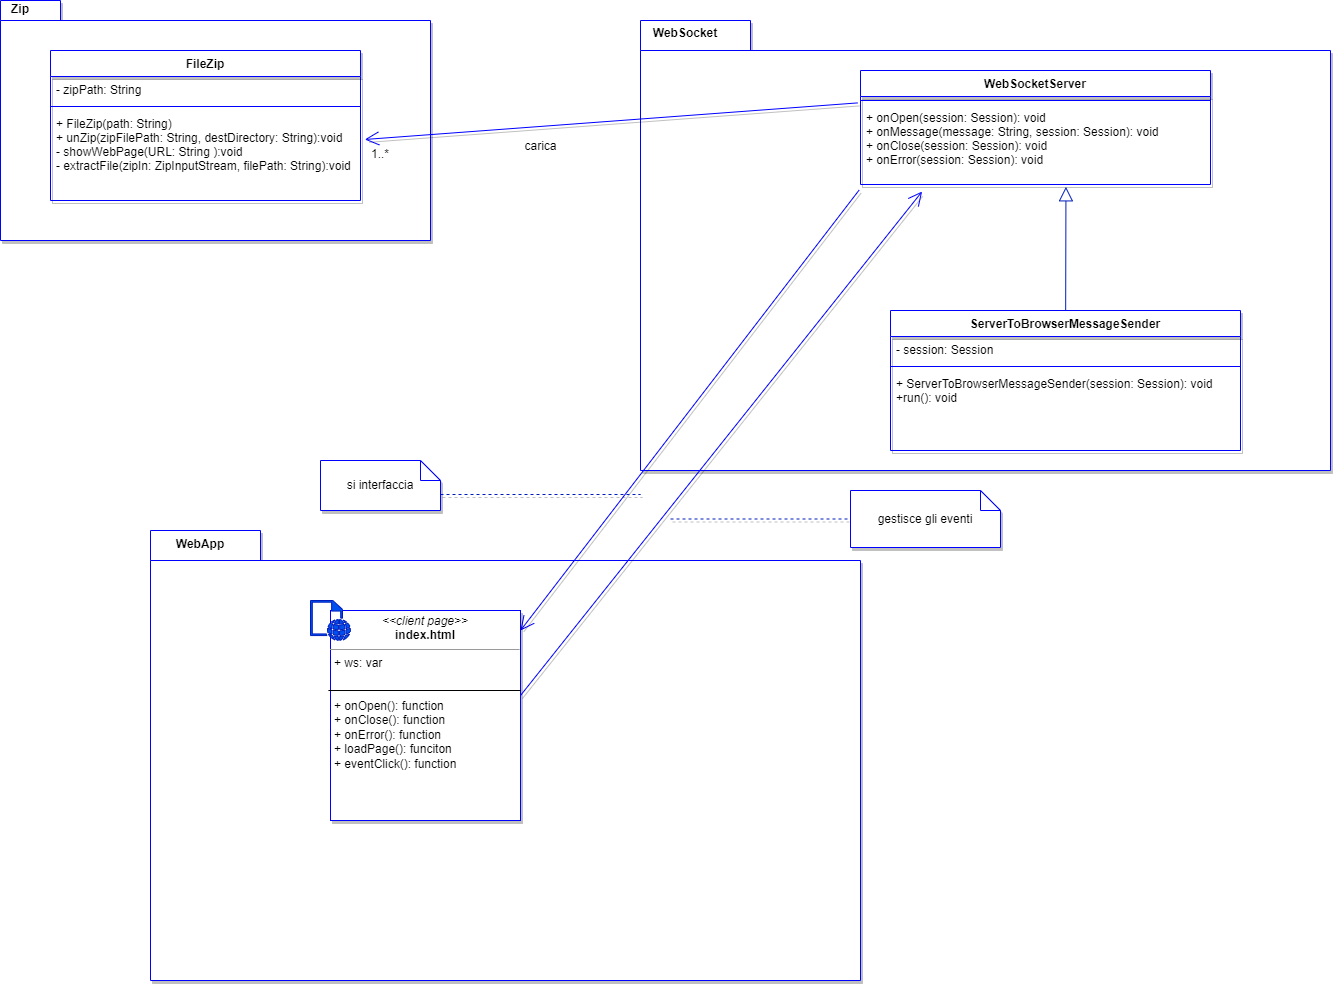 Zip
FileZip
- zipPath: String
+ FileZip(path: String)
+ unZip(zipFilePath: String, destDirectory: String):void
- showWebPage(URL: String ):void
- extractFile(zipIn: ZipInputStream, filePath: String):void
1..*
carica
WebSocket
WebSocketServer
+ onOpen(session: Session): void
+ onMessage(message: String, session: Session): void
+ onClose(session: Session): void
+ onError(session: Session): void
ServerToBrowserMessageSender
- session: Session
+ ServerToBrowserMessageSender(session: Session): void
+run(): void
si interfaccia
gestisce gli eventi
WebApp
<<client page>>
index.html
+ ws: var
+ onOpen(): function
+ onClose(): function
+ onError(): function
+ loadPage(): funciton
+ eventClick(): function